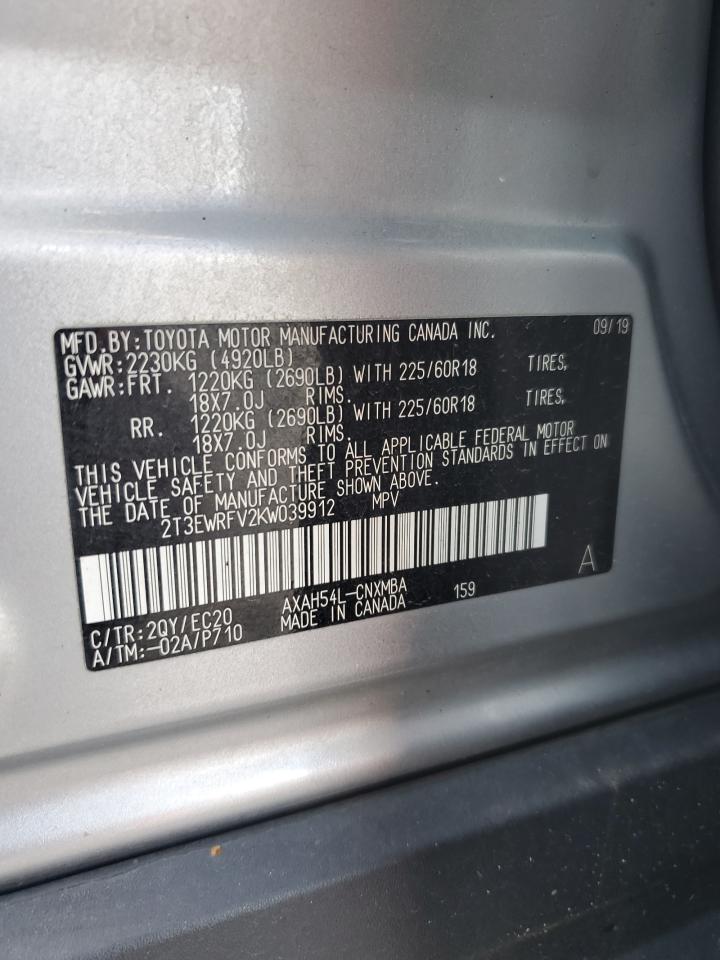 MFD.BY:TOYOTA MOTOR MANUFACTURING CANADA INC. 09/19
GVWR:2230KG (4920LB)
GAWR:FRT. 1220KG (2690LB) WITH 225/60R18 TIRES,
18X7.0J RIMS.
RR. 1220KG (2690LB) WITH 225/60R18 TIRES,
18X7.0J RIMS.
THIS VEHICLE CONFORMS TO ALL APPLICABLE FEDERAL MOTOR
VEHICLE SAFETY AND THEFT PREVENTION STANDARDS IN EFFECT ON
THE DATE OF MANUFACTURE SHOWN ABOVE.
2T3EWRFV2KW039912 MPV
A
C/TR:2QY/EC20 AXAH54L-CNXMBA 159
A/TM:-02A/P710 MADE IN CANADA